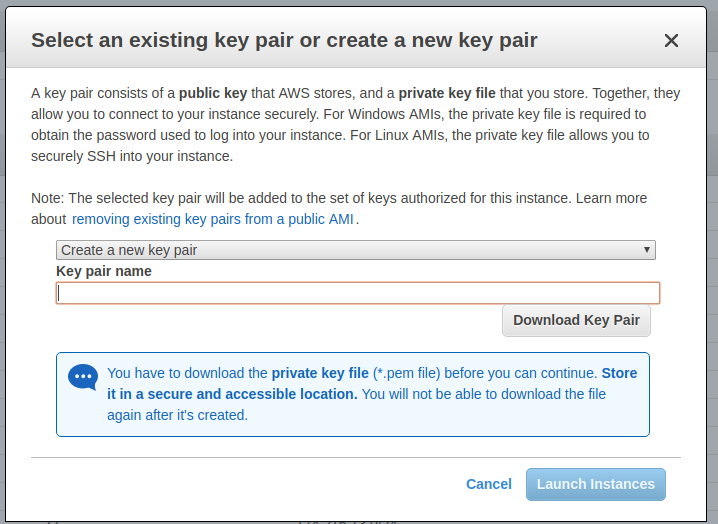 Select an existing key pair or create a new key pair
A key pair consists of a public key that AWS stores, and a private key file that you store. Together, they
allow you to connect to your instance securely. For Windows AMIs, the private key file is required to
obtain the password used to log into your instance. For Linux AMIs, the private key file allows you to
securely SSH into your instance.
Note: The selected key pair will be added to the set of keys authorized for this instance. Learn more
about removing existing key pairs from a public AMI.
Create a new key pair
Key pair name
Download Key Pair
You have to download the private key file (*.pem file) before you can continue. Store
it in a secure and accessible location. You will not be able to download the file
again after it's created.
Cancel Launch Instances